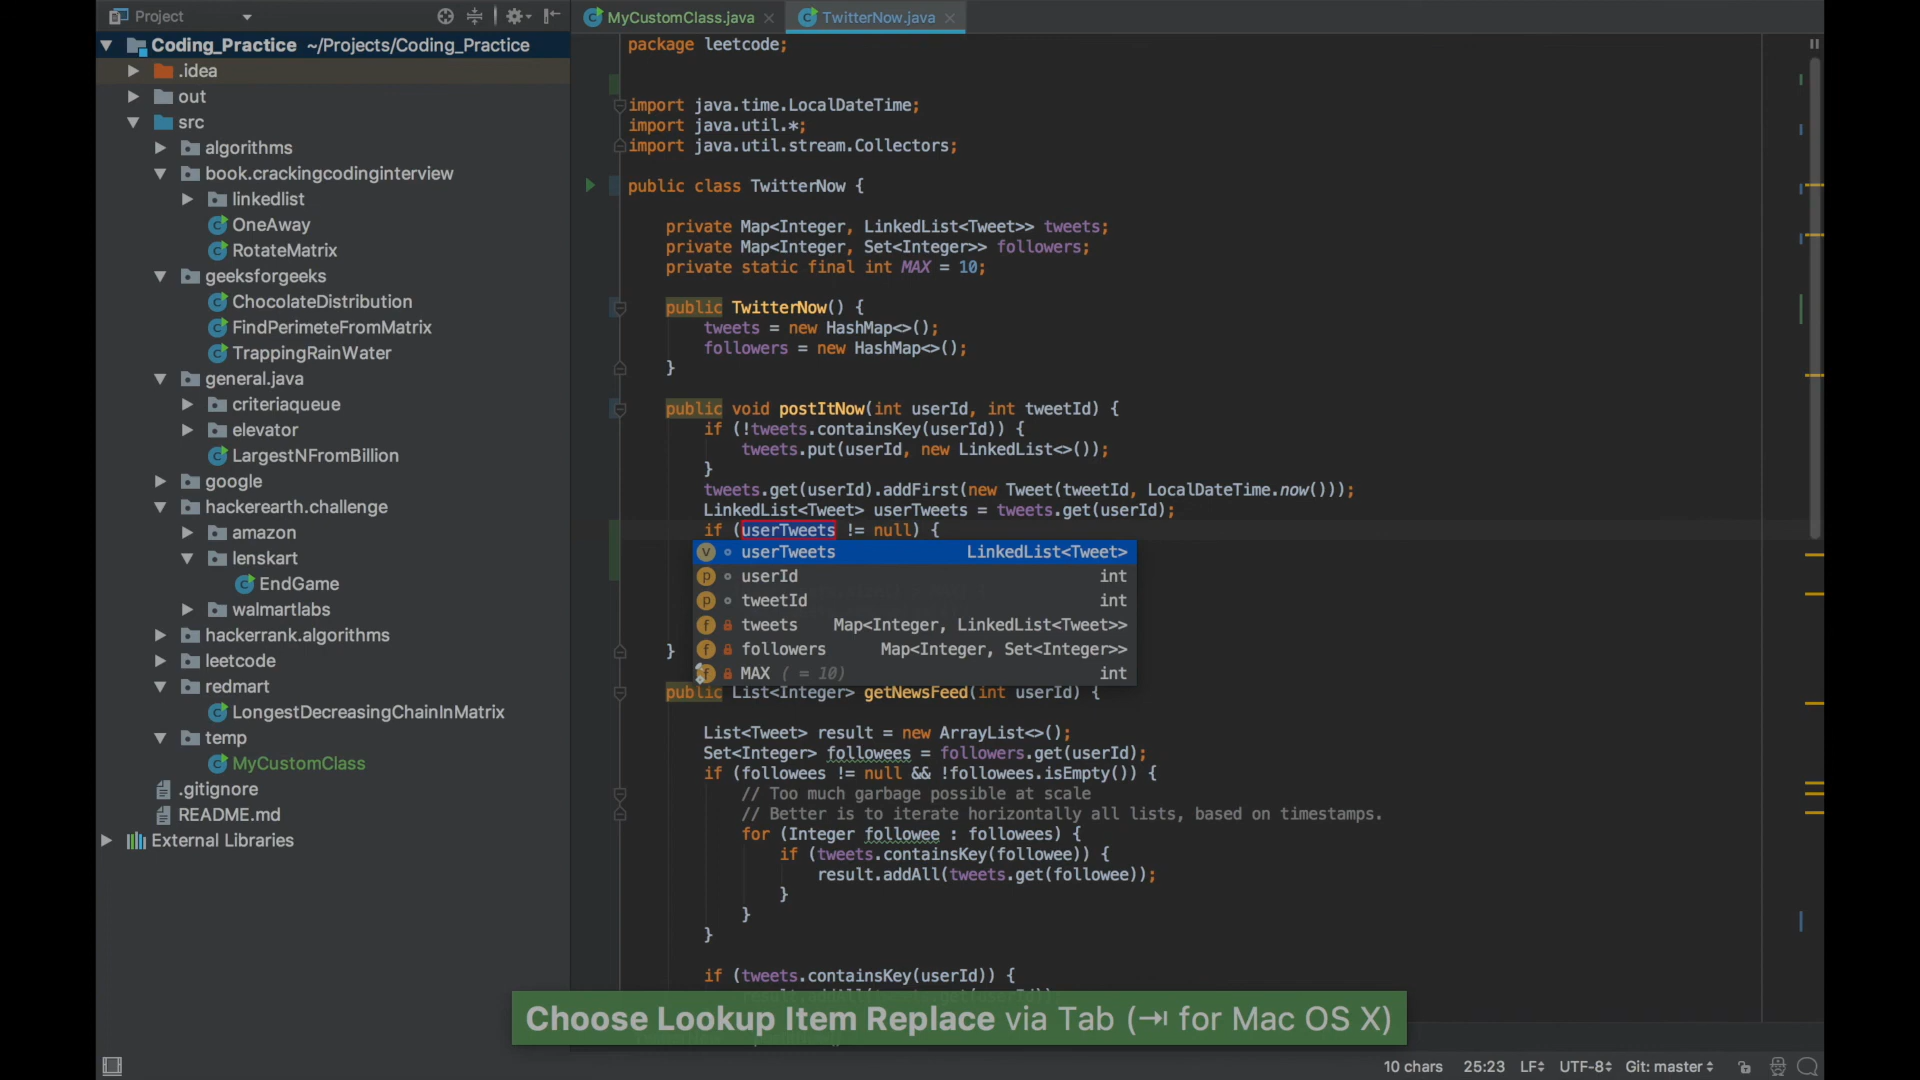 Project
Coding_Practice ~/Projects/Coding_Practice
.idea
out
src
algorithms
book.crackingcodinginterview
linkedlist
OneAway
RotateMatrix
geeksforgeeks
ChocolateDistribution
FindPerimeteFromMatrix
TrappingRainWater
general.java
criteriaqueue
elevator
LargestNFromBillion
google
hackerearth.challenge
amazon
lenskart
EndGame
walmartlabs
hackerrank.algorithms
leetcode
redmart
LongestDecreasingChainInMatrix
temp
MyCustomClass
.gitignore
README.md
External Libraries
MyCustomClass.java
TwitterNow.java
package leetcode;
import java.time.LocalDateTime;
import java.util.*;
import java.util.stream.Collectors;
public class TwitterNow {
private Map<Integer, LinkedList<Tweet>> tweets;
private Map<Integer, Set<Integer>> followers;
private static final int MAX = 10;
public TwitterNow() {
tweets = new HashMap<>();
followers = new HashMap<>();
}
public void postItNow(int userId, int tweetId) {
if (!tweets.containsKey(userId)) {
tweets.put(userId, new LinkedList<>());
}
tweets.get(userId).addFirst(new Tweet(tweetId, LocalDateTime.now()));
LinkedList<Tweet> userTweets = tweets.get(userId);
if (userTweets != null) {
userTweets LinkedList<Tweet>
userId int
tweetId int
tweets Map<Integer, LinkedList<Tweet>>
followers Map<Integer, Set<Integer>>
MAX ( = 10) int
}
public List<Integer> getNewsFeed(int userId) {
List<Tweet> result = new ArrayList<>();
Set<Integer> followees = followers.get(userId);
if (followees != null && !followees.isEmpty()) {
// Too much garbage possible at scale
// Better is to iterate horizontally all lists, based on timestamps.
for (Integer followee : followees) {
if (tweets.containsKey(followee)) {
result.addAll(tweets.get(followee));
}
}
}
if (tweets.containsKey(userId)) {
Choose Lookup Item Replace via Tab (⇥ for Mac OS X)
10 chars 25:23 LF UTF-8 Git: master